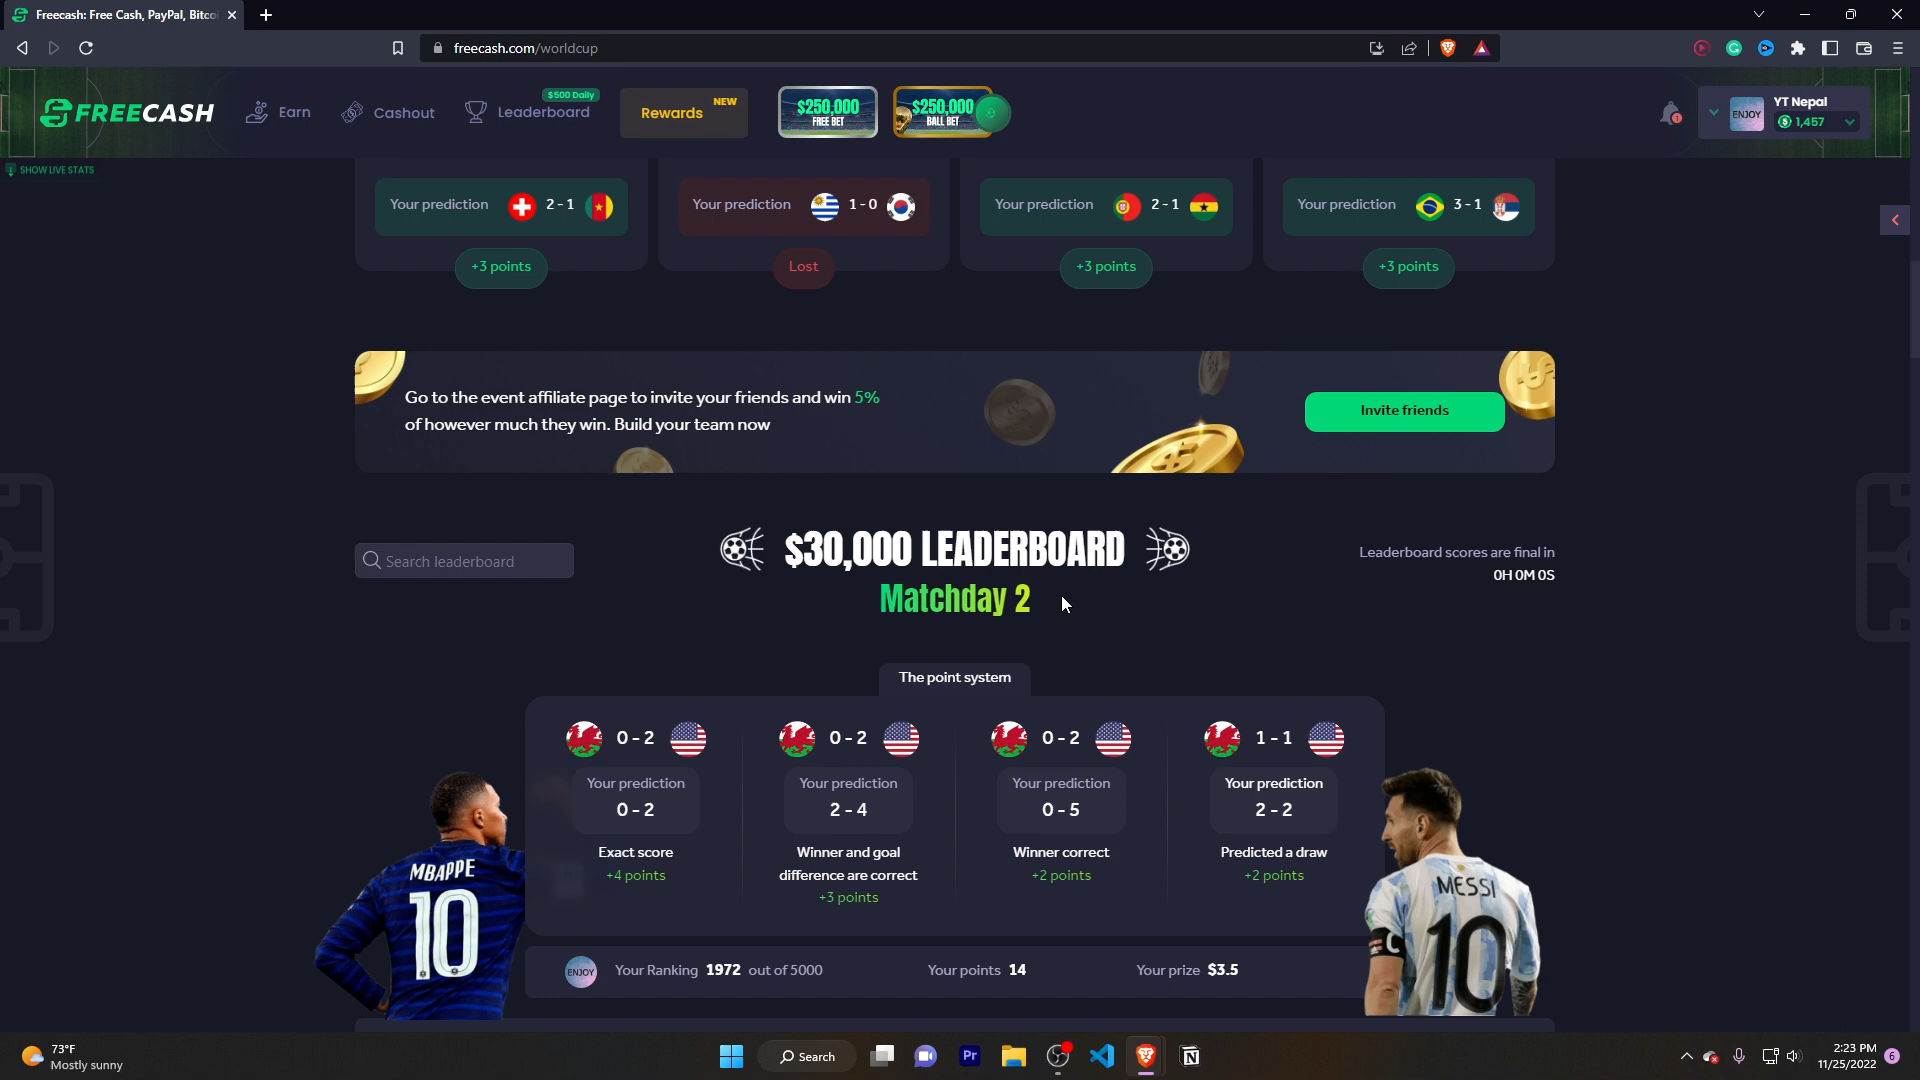 Freecash: Free Cash, PayPal, Bitco
freecash.com/worldcup
FREECASH
Earn
Cashout
Leaderboard
$500 Daily
Rewards
NEW
$250,000
FREE BET
$250,000
BALL BET
1
ENJOY
YT Nepal
1,457
SHOW LIVE STATS
Your prediction 2 - 1
+3 points
Your prediction 1 - 0
Lost
Your prediction 2 - 1
+3 points
Your prediction 3 - 1
+3 points
Go to the event affiliate page to invite your friends and win 5%
of however much they win. Build your team now
Invite friends
Search leaderboard
$30,000 LEADERBOARD
Matchday 2
Leaderboard scores are final in
0H 0M 0S
The point system
0 - 2
Your prediction
0 - 2
Exact score
+4 points
0 - 2
Your prediction
2 - 4
Winner and goal
difference are correct
+3 points
0 - 2
Your prediction
0 - 5
Winner correct
+2 points
1 - 1
Your prediction
2 - 2
Predicted a draw
+2 points
MBAPPE
10
MESSI
10
C
ENJOY
Your Ranking 1972 out of 5000
Your points 14
Your prize $3.5
73°F
Mostly sunny
Search
Pr
2:23 PM
11/25/2022
6